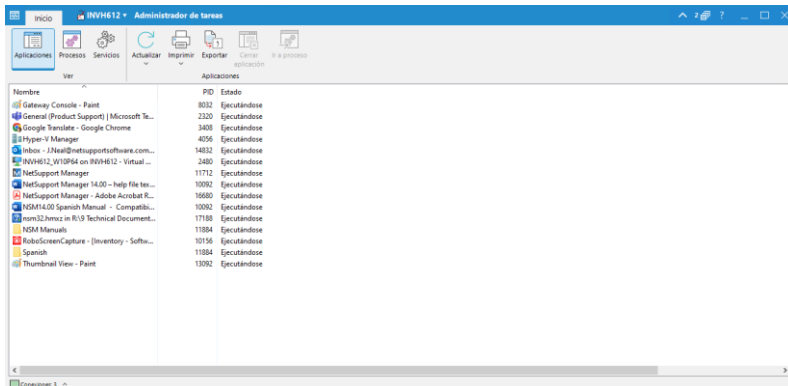 Inicio INVH612 Administrador de tareas 2 ?
Aplicaciones Procesos Servicios Actualizar Imprimir Exportar Cerrar aplicación Ir a proceso
Ver Aplicaciones
Nombre PID Estado
Gateway Console - Paint 8032 Ejecutándose
General (Product Support) | Microsoft Te... 2320 Ejecutándose
Google Translate - Google Chrome 3408 Ejecutándose
Hyper-V Manager 4056 Ejecutándose
Inbox - J.Neal@netsupportsoftware.com... 14832 Ejecutándose
INVH612_W10P64 on INVH612 - Virtual ... 2480 Ejecutándose
NetSupport Manager 11712 Ejecutándose
NetSupport Manager 14.00 – help file tex... 10092 Ejecutándose
NetSupport Manager - Adobe Acrobat R... 16680 Ejecutándose
NSM14.00 Spanish Manual - Compatibi... 10092 Ejecutándose
nsm32.hmxz in R:\9 Technical Document... 17188 Ejecutándose
NSM Manuals 11884 Ejecutándose
RoboScreenCapture - [Inventory - Softw... 10156 Ejecutándose
Spanish 11884 Ejecutándose
Thumbnail View - Paint 13092 Ejecutándose
Conexiones: 3